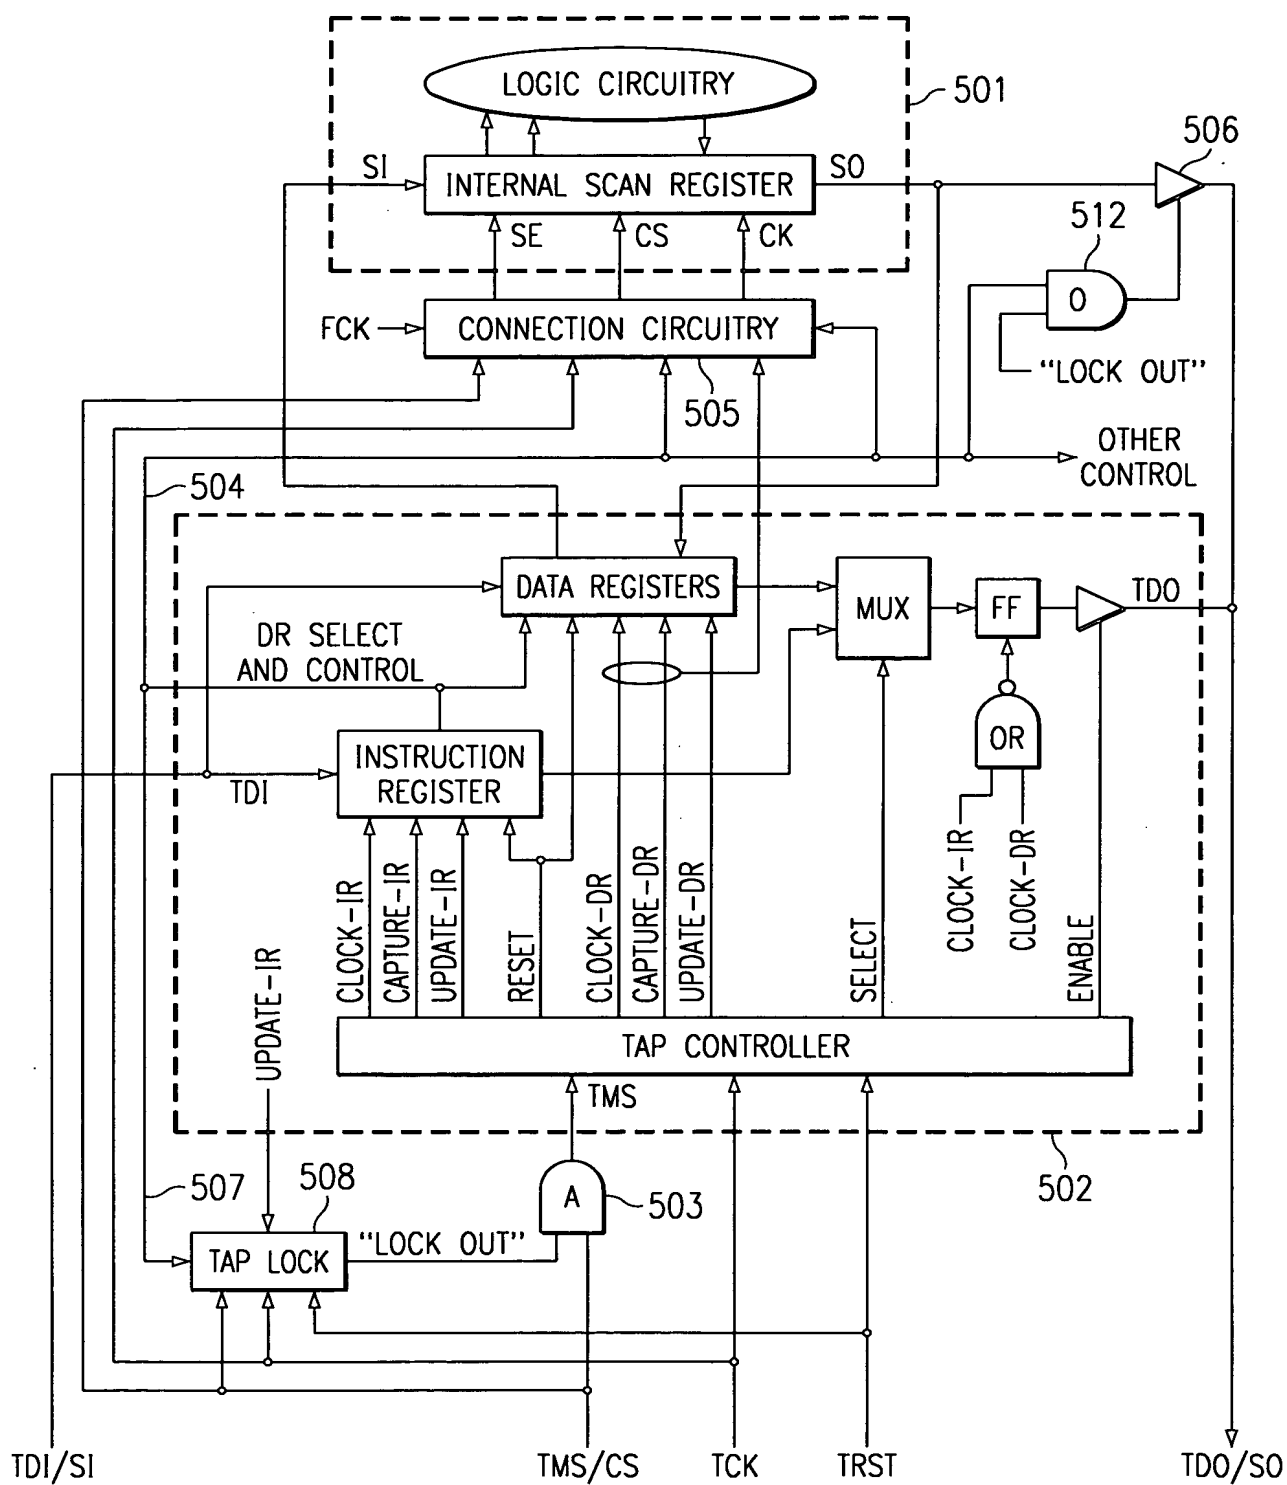 LOGIC CIRCUITRY
501
506
SI
INTERNAL SCAN REGISTER
SO
512
SE
CS
CK
O
FCK
CONNECTION CIRCUITRY
"LOCK OUT"
505
OTHER
CONTROL
504
DATA REGISTERS
MUX
FF
TDO
DR SELECT
AND CONTROL
OR
INSTRUCTION
REGISTER
TDI
CLOCK-IR
CLOCK-DR
CLOCK-IR
CAPTURE-IR
UPDATE-IR
RESET
CLOCK-DR
CAPTURE-DR
UPDATE-DR
SELECT
ENABLE
UPDATE-IR
TAP CONTROLLER
TMS
502
507
508
A
503
TAP LOCK
"LOCK OUT"
TDI/SI
TMS/CS
TCK
TRST
TDO/SO